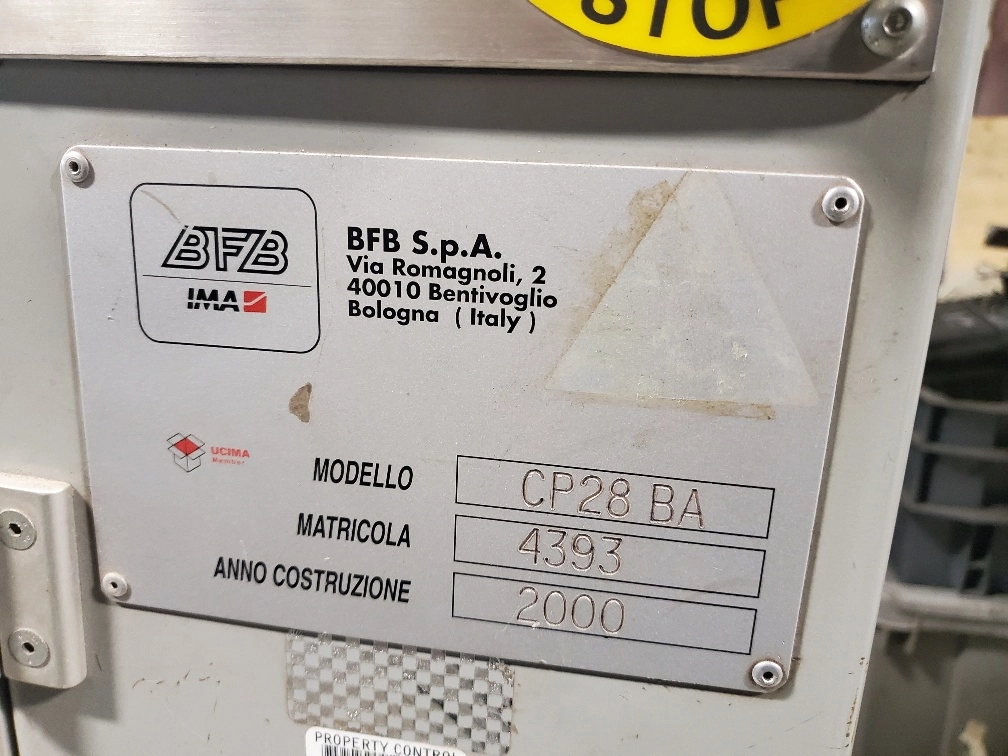 STOP
BFB
IMA
BFB S.p.A.
Via Romagnoli, 2
40010 Bentivoglio
Bologna ( Italy )
UCIMA
Member
MODELLO CP28 BA
MATRICOLA 4393
ANNO COSTRUZIONE 2000
PROPERTY CONTROL